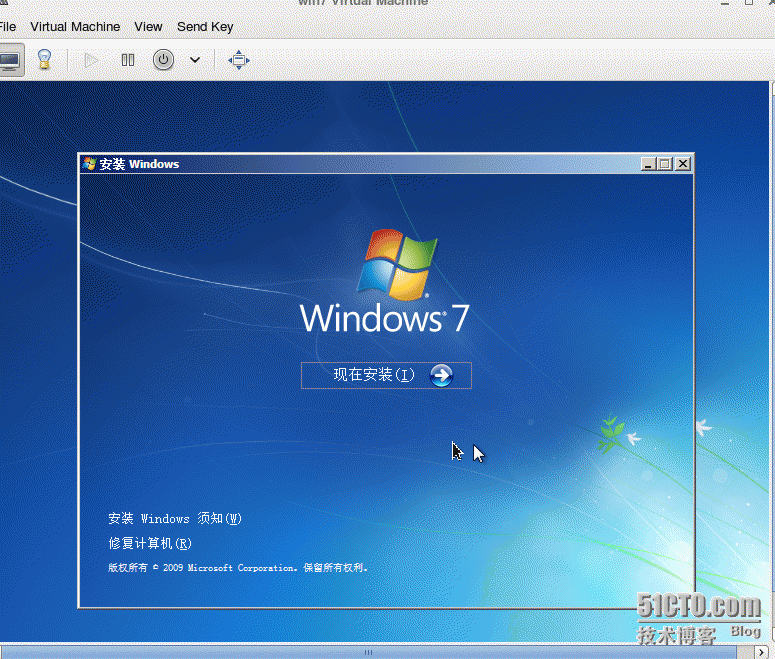 win7 Virtual Machine
File Virtual Machine View Send Key
安装 Windows
Windows 7
现在安装(I)
安装 Windows 须知(W)
修复计算机(R)
版权所有 © 2009 Microsoft Corporation。保留所有权利。
51CTO.com
技术博客 Blog